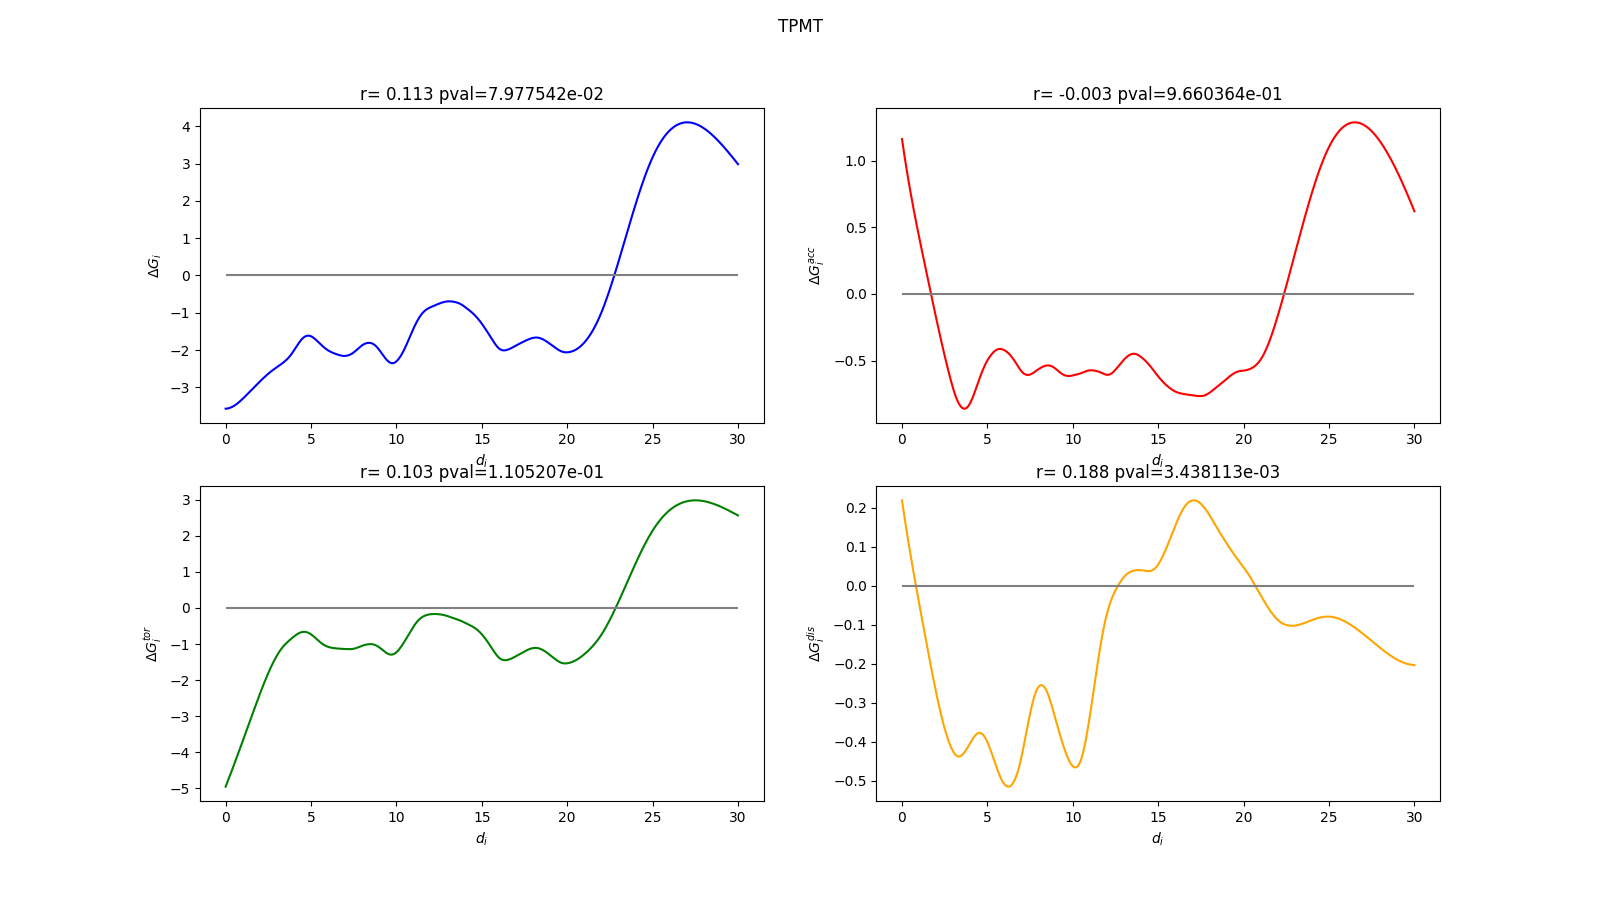 TPMT
r= 0.113 pval=7.977542e-02
ΔG_i
4
3
2
1
0
−1
−2
−3
0 5 10 15 20 25 30
d_i
r= -0.003 pval=9.660364e-01
ΔG_i^{acc}
1.0
0.5
0.0
−0.5
0 5 10 15 20 25 30
d_i
r= 0.103 pval=1.105207e-01
ΔG_i^{tor}
3
2
1
0
−1
−2
−3
−4
−5
0 5 10 15 20 25 30
d_i
r= 0.188 pval=3.438113e-03
ΔG_i^{dis}
0.2
0.1
0.0
−0.1
−0.2
−0.3
−0.4
−0.5
0 5 10 15 20 25 30
d_i